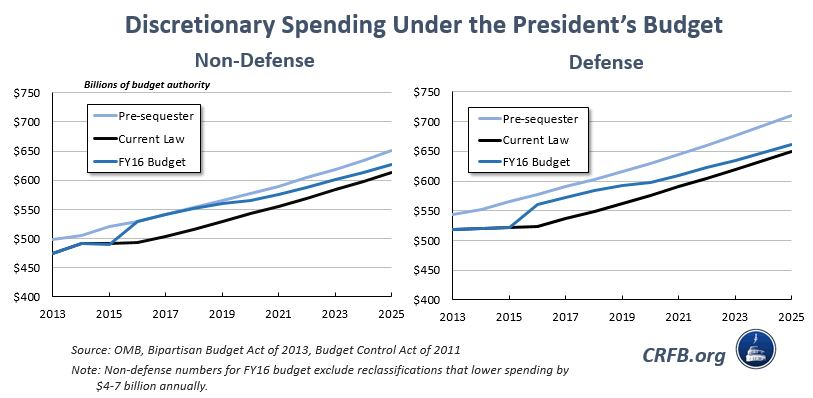 Discretionary Spending Under the President's Budget
Non-Defense
Billions of budget authority
$750
$700
$650
$600
$550
$500
$450
$400
Pre-sequester
Current Law
FY16 Budget
2013 2015 2017 2019 2021 2023 2025
Defense
$750
$700
$650
$600
$550
$500
$450
$400
Pre-sequester
Current Law
FY16 Budget
2013 2015 2017 2019 2021 2023 2025
Source: OMB, Bipartisan Budget Act of 2013, Budget Control Act of 2011
Note: Non-defense numbers for FY16 budget exclude reclassifications that lower spending by
$4-7 billion annually.
CRFB.org